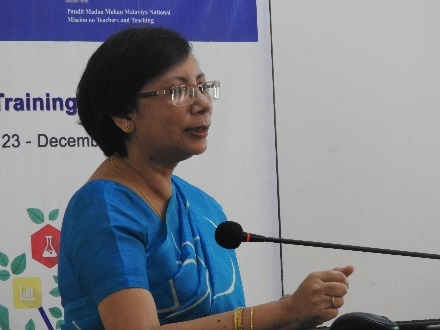 Pandit Madan Mohan Malaviya National
Mission on Teachers and Teaching
Training
23 - Decem